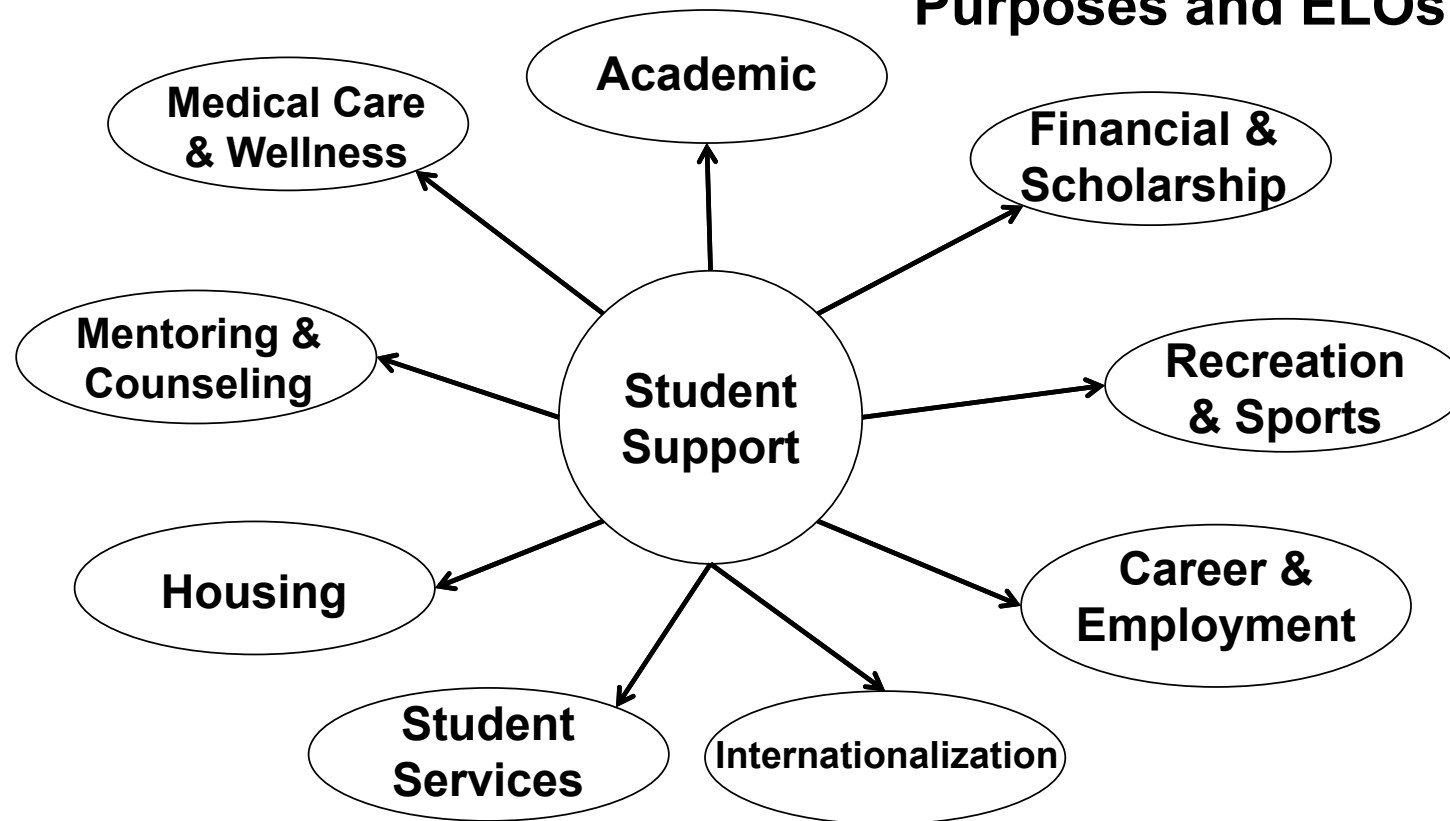 Purposes and ELOs
Academic
Medical Care
& Wellness
Financial &
Scholarship
Mentoring &
Counseling
Student
Support
Recreation
& Sports
Housing
Career &
Employment
Student
Services
Internationalization